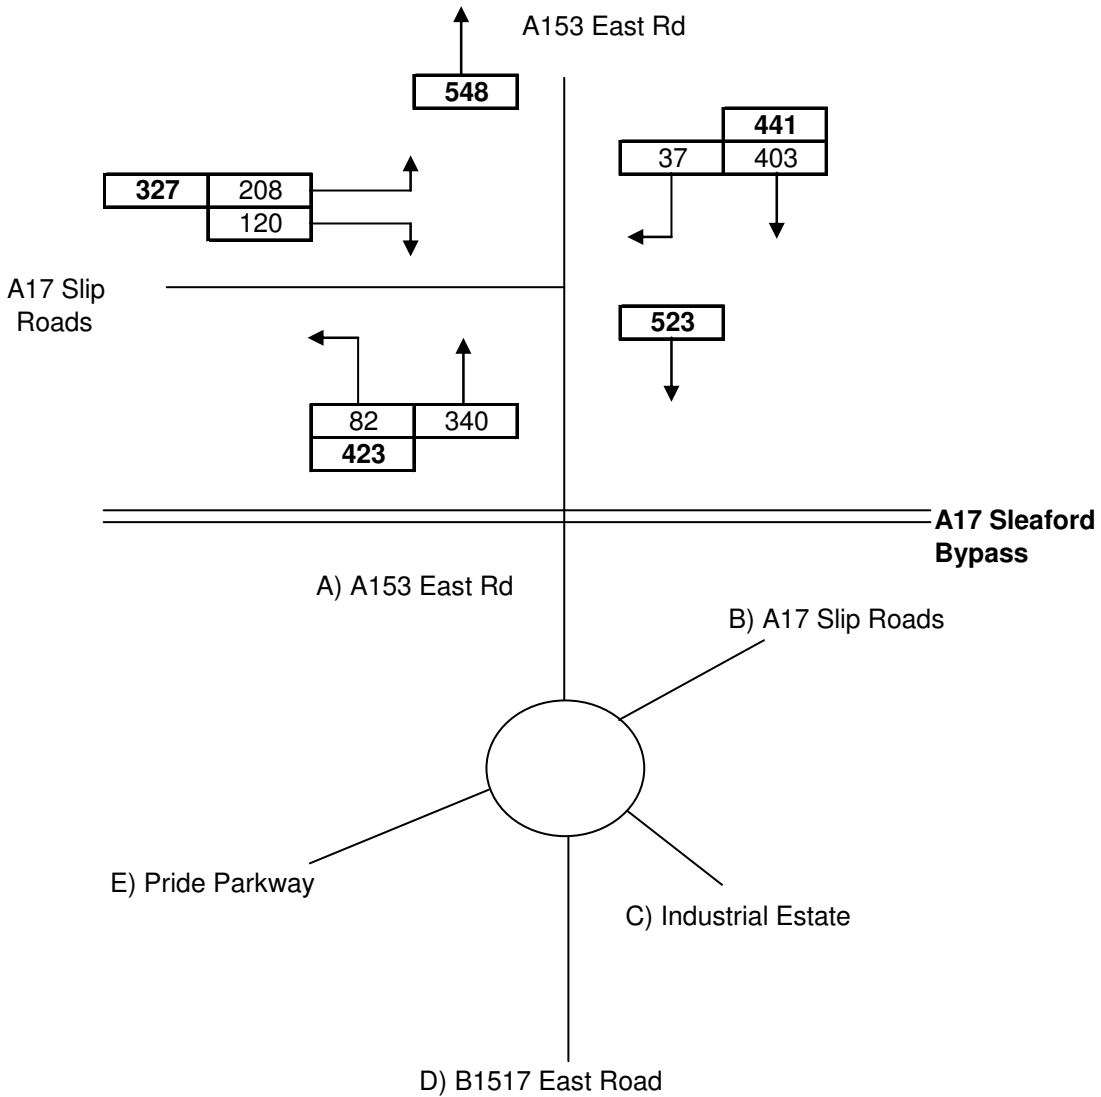 A153 East Rd
548
441
37 403
327 208
120
A17 Slip
Roads
523
82 340
423
A17 Sleaford
Bypass
A) A153 East Rd
B) A17 Slip Roads
E) Pride Parkway
C) Industrial Estate
D) B1517 East Road